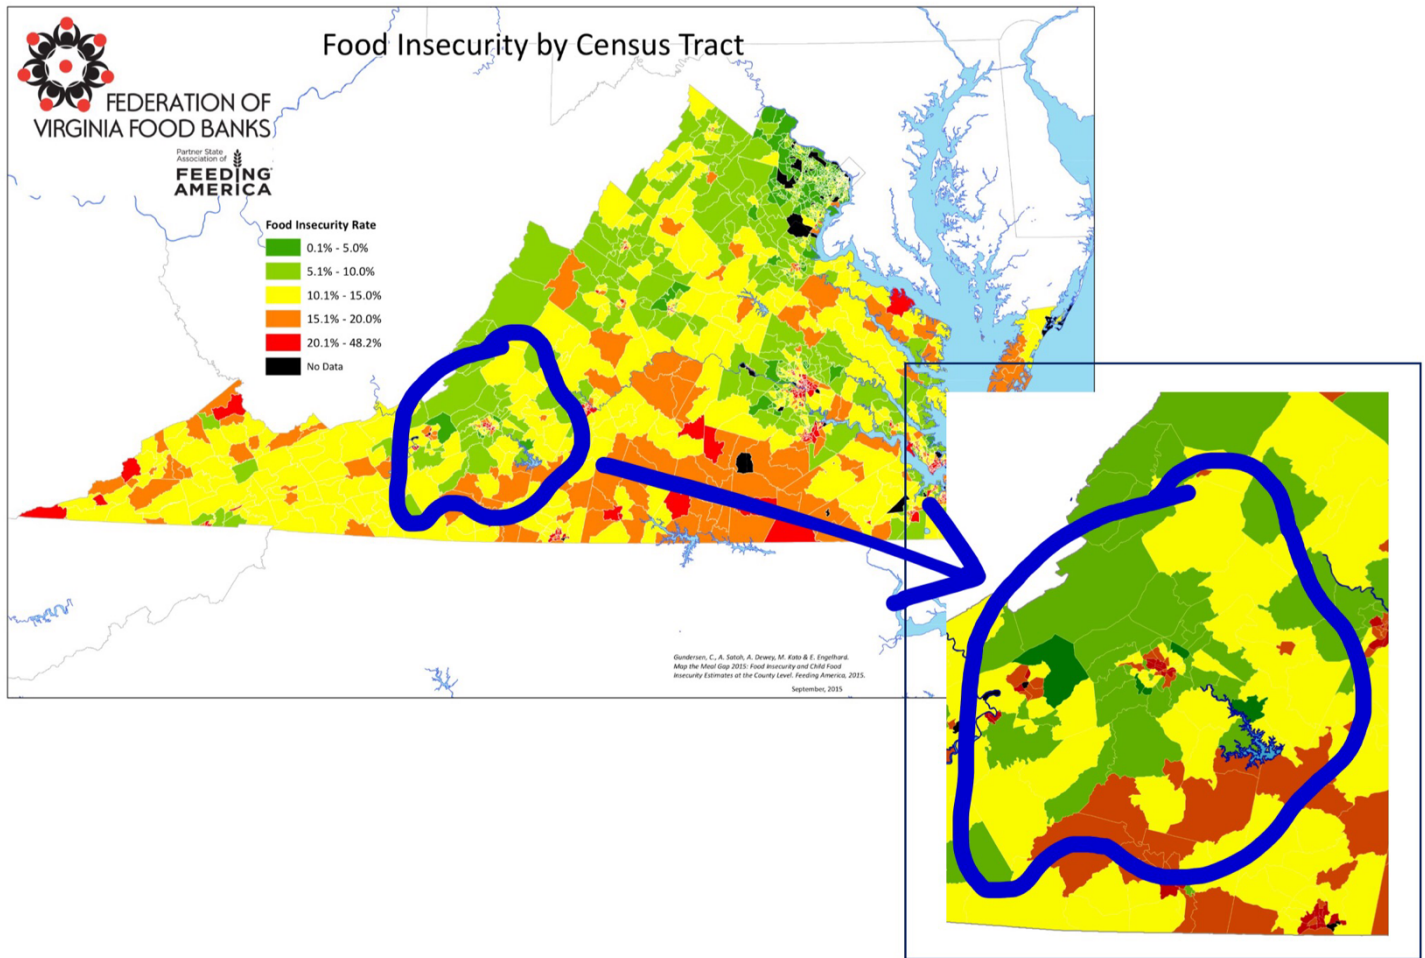 Food Insecurity by Census Tract
FEDERATION OF
VIRGINIA FOOD BANKS
Partner State
Association of
FEEDING
AMERICA
Food Insecurity Rate
0.1% - 5.0%
5.1% - 10.0%
10.1% - 15.0%
15.1% - 20.0%
20.1% - 48.2%
No Data
Gundersen, C., A. Satoh, A. Dewey, M. Kato & E. Engelhard.
Map the Meal Gap 2015: Food Insecurity and Child Food
Insecurity Estimates at the County Level. Feeding America, 2015.
September, 2015